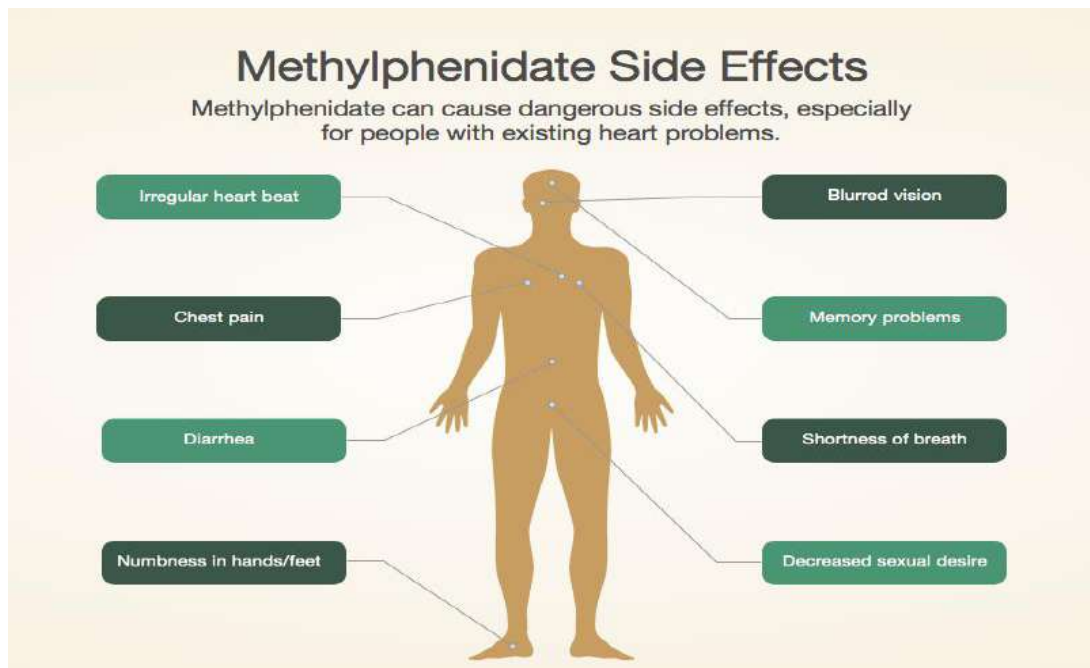 Methylphenidate Side Effects
Methylphenidate can cause dangerous side effects, especially
for people with existing heart problems.
Irregular heart beat
Blurred vision
Chest pain
Memory problems
Diarrhea
Shortness of breath
Numbness in hands/feet
Decreased sexual desire